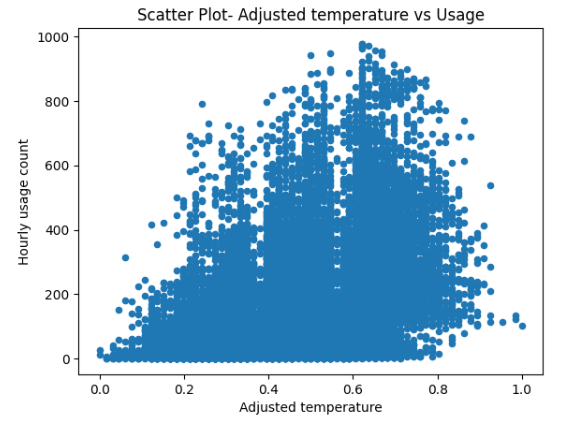 Scatter Plot- Adjusted temperature vs Usage
1000
800
600
400
200
0
Hourly usage count
0.0 0.2 0.4 0.6 0.8 1.0
Adjusted temperature